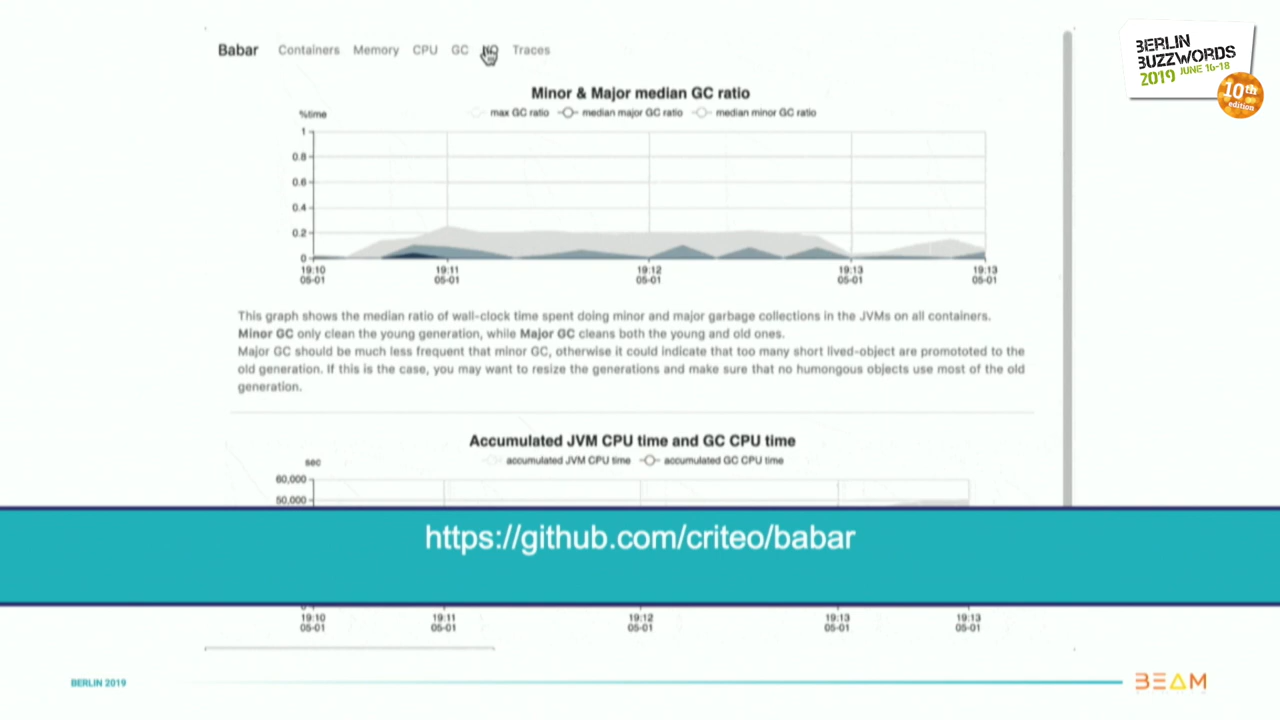 Babar Containers Memory CPU GC IO Traces
BERLIN
BUZZWORDS
2019 JUNE 16-18
10th
edition
Minor & Major median GC ratio
max GC ratio median major GC ratio median minor GC ratio
%time
1
0.8
0.6
0.4
0.2
0
19:10 19:11 19:12 19:13 19:13
05-01 05-01 05-01 05-01 05-01
This graph shows the median ratio of wall-clock time spent doing minor and major garbage collections in the JVMs on all containers.
Minor GC only clean the young generation, while Major GC cleans both the young and old ones.
Major GC should be much less frequent that minor GC, otherwise it could indicate that too many short lived-object are promototed to the
old generation. If this is the case, you may want to resize the generations and make sure that no humongous objects use most of the old
generation.
Accumulated JVM CPU time and GC CPU time
accumulated JVM CPU time accumulated GC CPU time
sec
60,000
50,000
https://github.com/criteo/babar
0
19:10 19:11 19:12 19:13 19:13
05-01 05-01 05-01 05-01 05-01
BERLIN 2019
BEAM